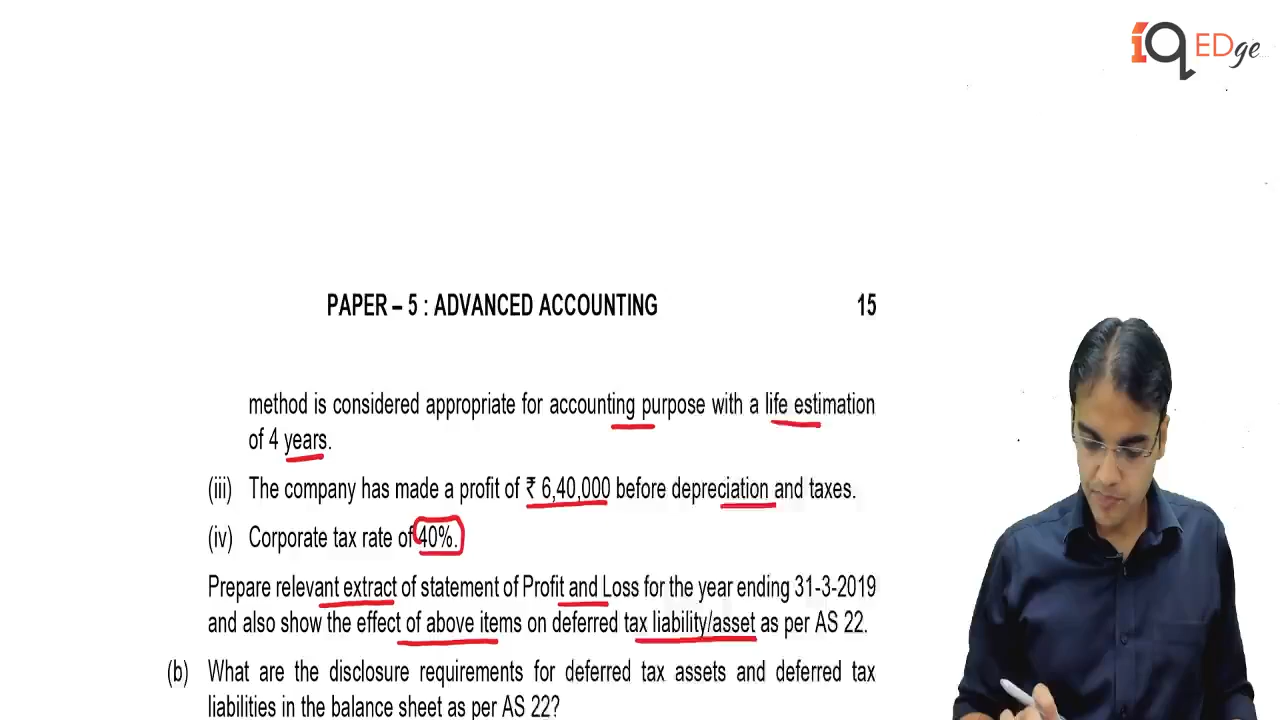 iQ EDge
PAPER – 5 : ADVANCED ACCOUNTING 15
method is considered appropriate for accounting purpose with a life estimation
of 4 years.
(iii) The company has made a profit of ₹ 6,40,000 before depreciation and taxes.
(iv) Corporate tax rate of 40%.
Prepare relevant extract of statement of Profit and Loss for the year ending 31-3-2019
and also show the effect of above items on deferred tax liability/asset as per AS 22.
(b) What are the disclosure requirements for deferred tax assets and deferred tax
liabilities in the balance sheet as per AS 22?